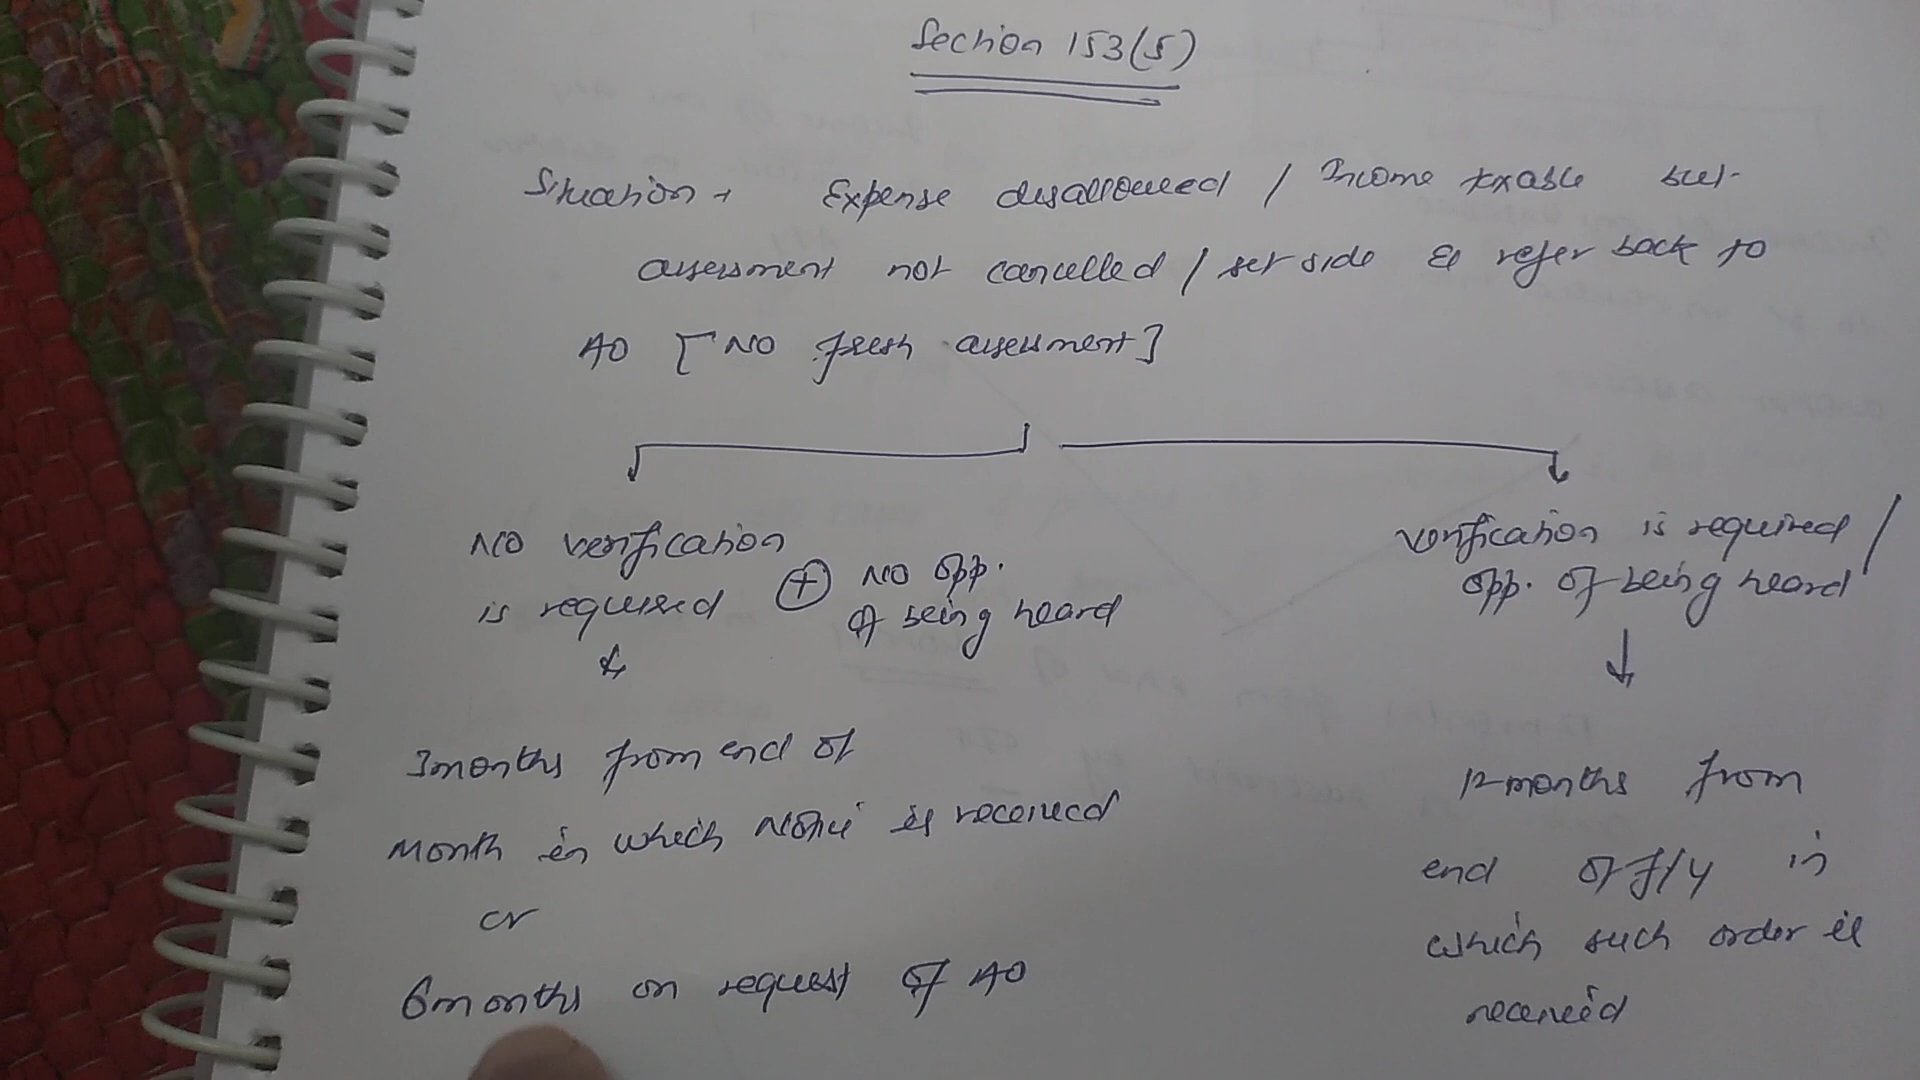 Section 153(5)
Situation → Expense disallowed / Income taxable but-
assessment not cancelled / set side & refer back to
AO [NO fresh assessment]
NO verification
is required
⊕ NO opp.
of being heard
3months from end of
Month in which Notice is received
or
6months on request of AO
verification is required /
opp. of being heard
12months from
end of f/y in
which such order is
received